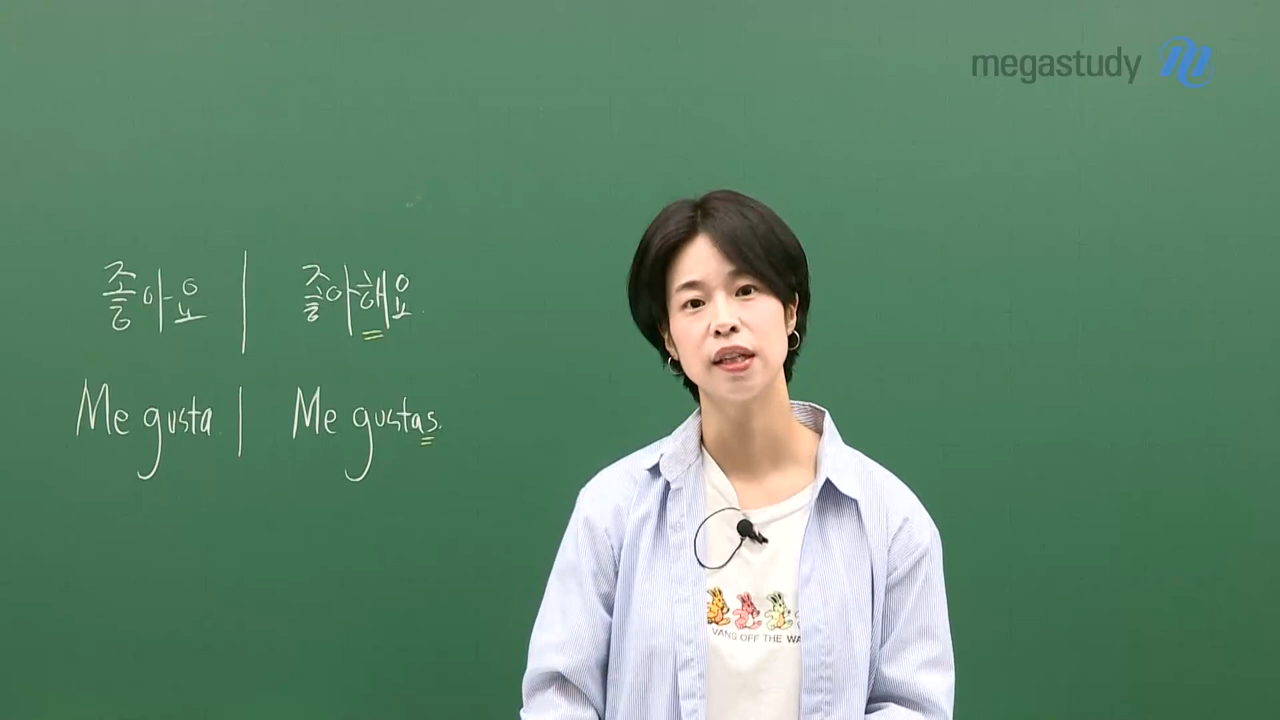 megastudy
좋아요 | 좋아해요.
Me gusta. | Me gustas.
VANS OFF THE WA